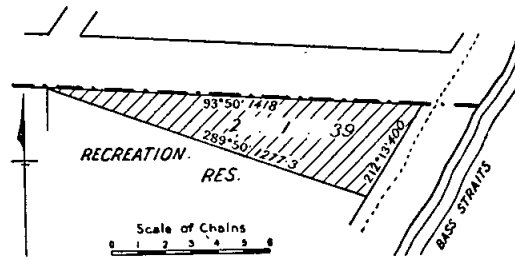 93°50' 1418
2 - 1 - 39
289°50' 1277·3
212°13' 400
RECREATION.
RES.
BASS STRAITS
Scale of Chains
0 1 2 3 4 5 6